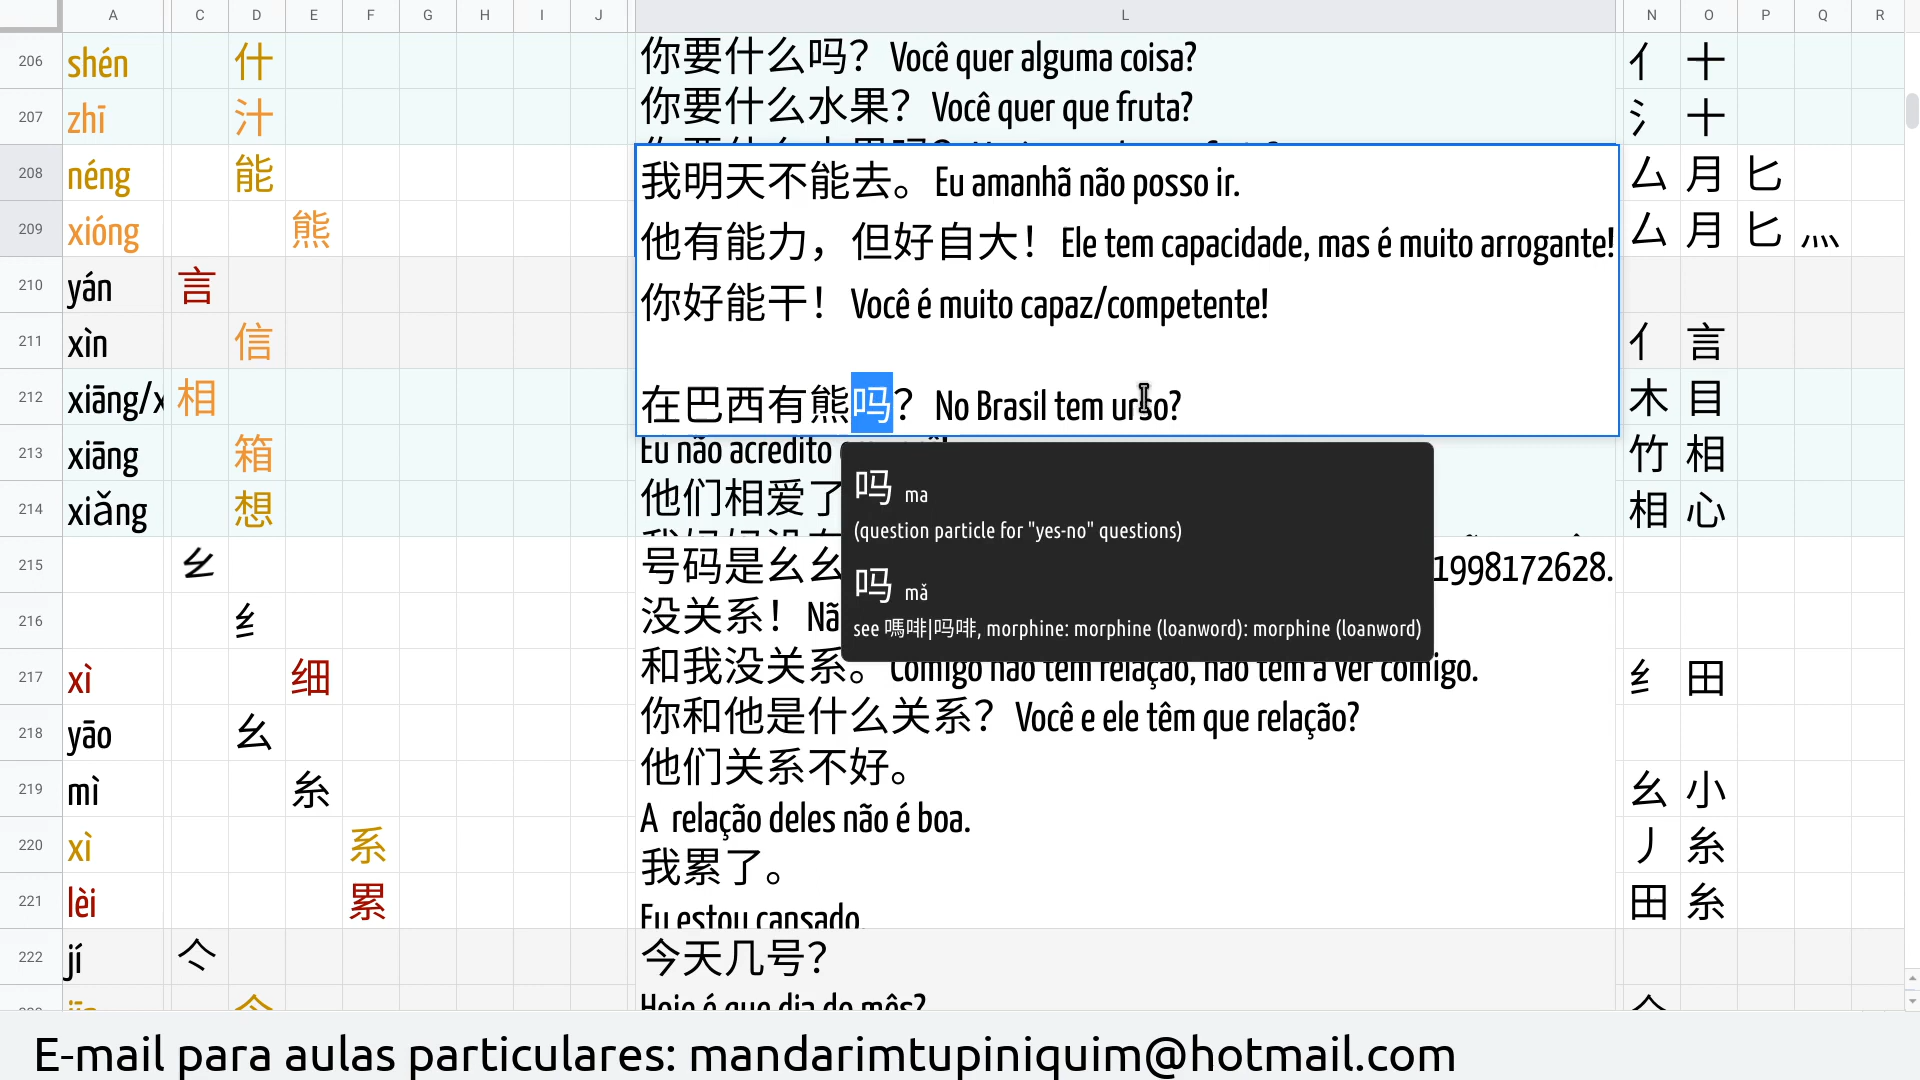 A C D E F G H I J L N O P Q R
206 shén 什 你要什么吗？Você quer alguma coisa? 亻 十
207 zhī 汁 你要什么水果？Você quer que fruta? 氵 十
208 néng 能 我明天不能去。Eu amanhã não posso ir. 厶 月 匕
209 xióng 熊 他有能力，但好自大！Ele tem capacidade, mas é muito arrogante! 厶 月 匕 灬
210 yán 言 你好能干！Você é muito capaz/competente!
211 xìn 信 亻 言
212 xiāng/x 相 在巴西有熊吗？No Brasil tem urso? 木 目
213 xiāng 箱 Eu não acredito 竹 相
214 xiǎng 想 他们相爱了 相 心
吗 ma
(question particle for "yes-no" questions)
吗 mǎ
see 嗎啡|吗啡, morphine: morphine (loanword): morphine (loanword)
215 号码是幺幺 1998172628.
216 纟 没关系！Nã
217 xì 细 和我没关系。Comigo não tem relação, não tem a ver comigo. 纟 田
218 yāo 幺 你和他是什么关系？Você e ele têm que relação?
219 mì 糸 他们关系不好。 幺 小
A relação deles não é boa.
220 xì 系 丿 糸
221 lèi 累 我累了。 田 糸
Eu estou cansado.
222 jí 亼 今天几号？
Hoje é que dia do mês?
E-mail para aulas particulares: mandarimtupiniquim@hotmail.com